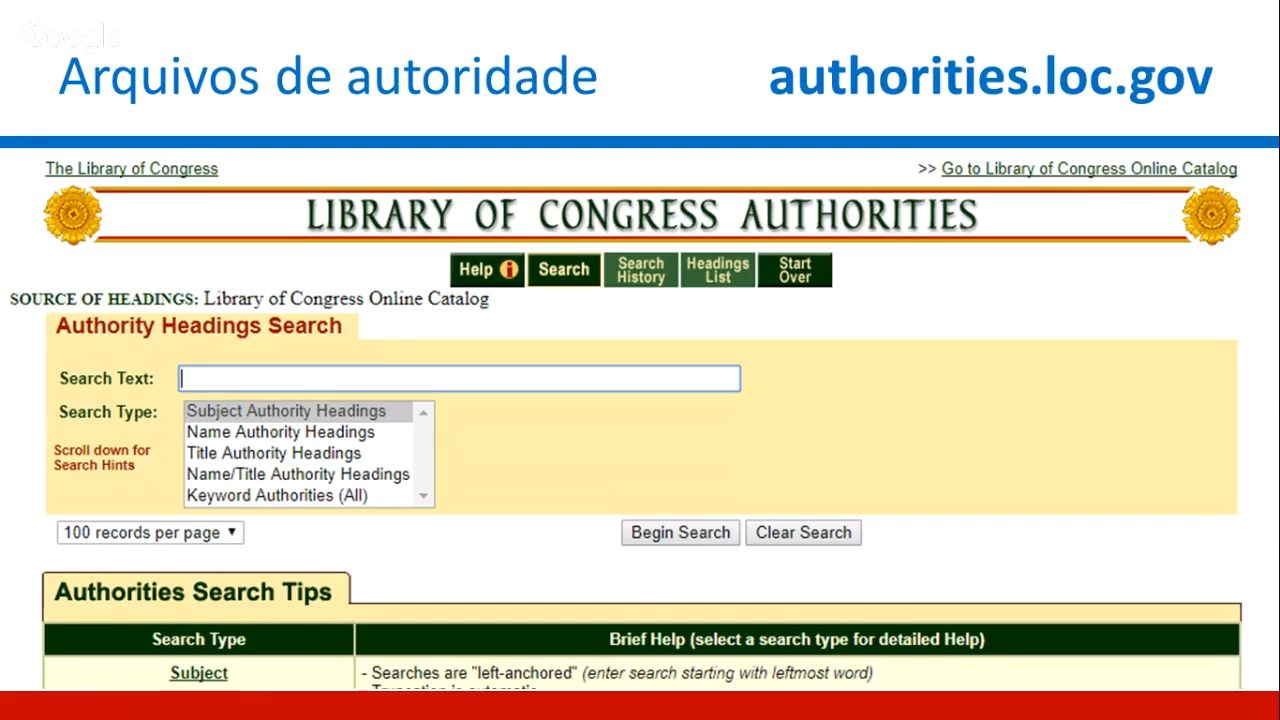 Google
Arquivos de autoridade authorities.loc.gov
The Library of Congress >> Go to Library of Congress Online Catalog
LIBRARY OF CONGRESS AUTHORITIES
Help i Search Search History Headings List Start Over
SOURCE OF HEADINGS: Library of Congress Online Catalog
Authority Headings Search
Search Text:
Search Type: Subject Authority Headings
Name Authority Headings
Scroll down for Search Hints
Title Authority Headings
Name/Title Authority Headings
Keyword Authorities (All)
100 records per page ▼ Begin Search Clear Search
Authorities Search Tips
Search Type Brief Help (select a search type for detailed Help)
Subject - Searches are "left-anchored" (enter search starting with leftmost word)
- Truncation is automatic